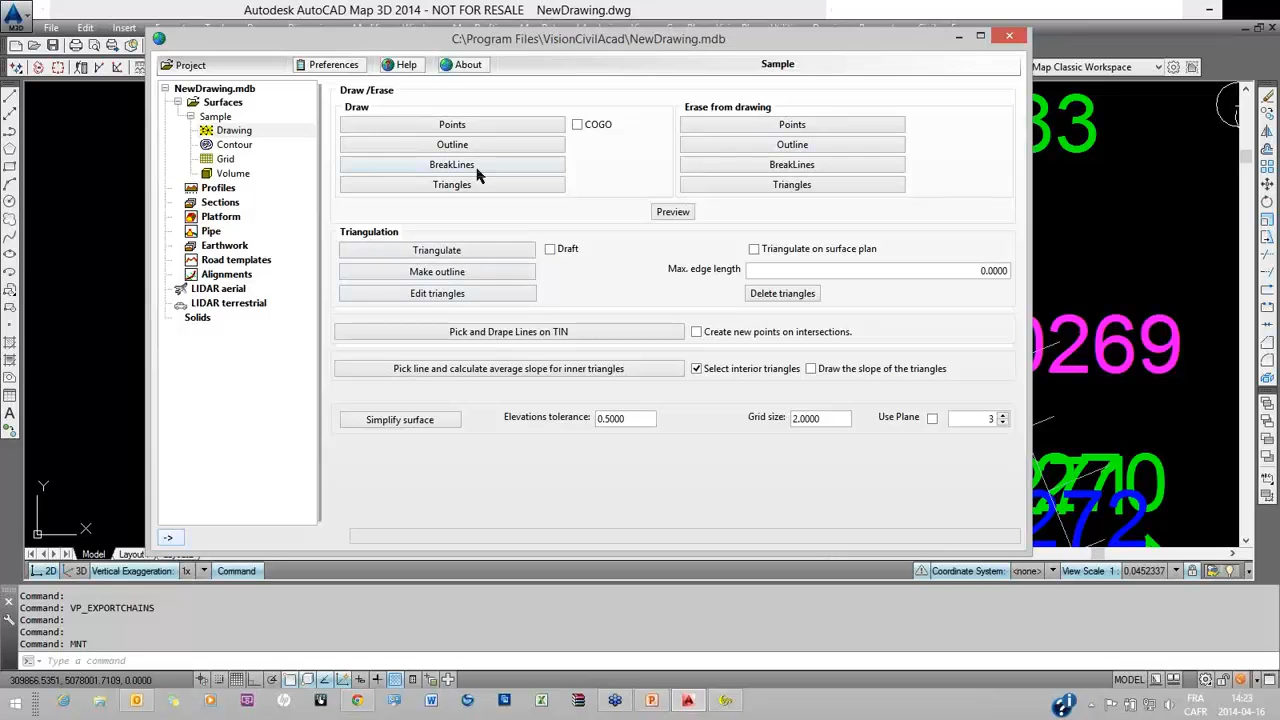 Autodesk AutoCAD Map 3D 2014 - NOT FOR RESALE NewDrawing.dwg
M3D
File Edit Insert
C:\Program Files\VisionCivilAcad\NewDrawing.mdb
Project Preferences Help About Sample
Map Classic Workspace
NewDrawing.mdb
Surfaces
Sample
Drawing
Contour
Grid
Volume
Profiles
Sections
Platform
Pipe
Earthwork
Road templates
Alignments
LIDAR aerial
LIDAR terrestrial
Solids
->
Draw /Erase
Draw Erase from drawing
Points COGO Points
Outline Outline
BreakLines BreakLines
Triangles Triangles
Preview
Triangulation
Triangulate Draft Triangulate on surface plan
Make outline Max. edge length 0.0000
Edit triangles Delete triangles
Pick and Drape Lines on TIN Create new points on intersections.
Pick line and calculate average slope for inner triangles Select interior triangles Draw the slope of the triangles
Simplify surface Elevations tolerance: 0.5000 Grid size: 2.0000 Use Plane 3
33
0269
270
272
Y
X
Model
2D 3D Vertical Exaggeration: 1x Command Coordinate System: <none> View Scale 1 : 0.0452337
Command:
Command: VP_EXPORTCHAINS
Command:
Command:
Command: MNT
Type a command
309866.5351, 5078001.7109, 0.0000 MODEL
FRA 14:23
CAFR 2014-04-16